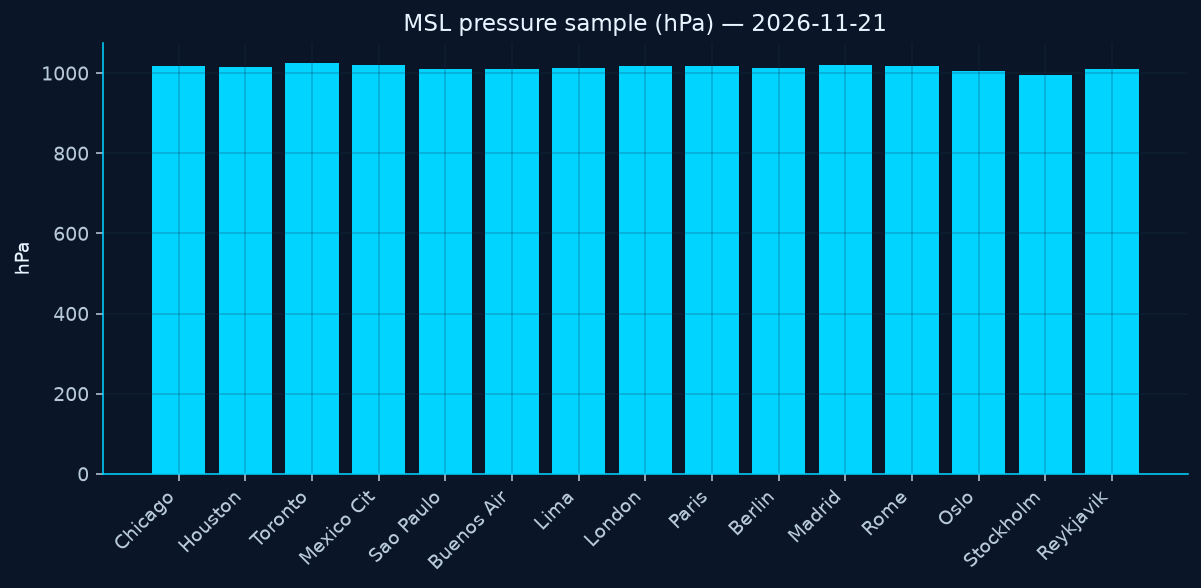 MSL pressure sample (hPa) — 2026-11-21
hPa
1000
800
600
400
200
0
Chicago
Houston
Toronto
Mexico Cit
Sao Paulo
Buenos Air
Lima
London
Paris
Berlin
Madrid
Rome
Oslo
Stockholm
Reykjavik